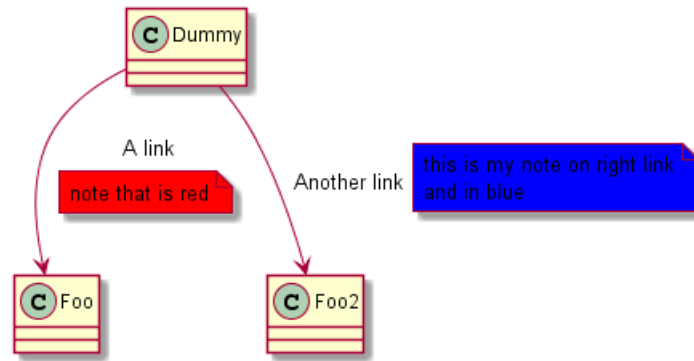 C Dummy
A link
note that is red
Another link
this is my note on right link
and in blue
C Foo
C Foo2